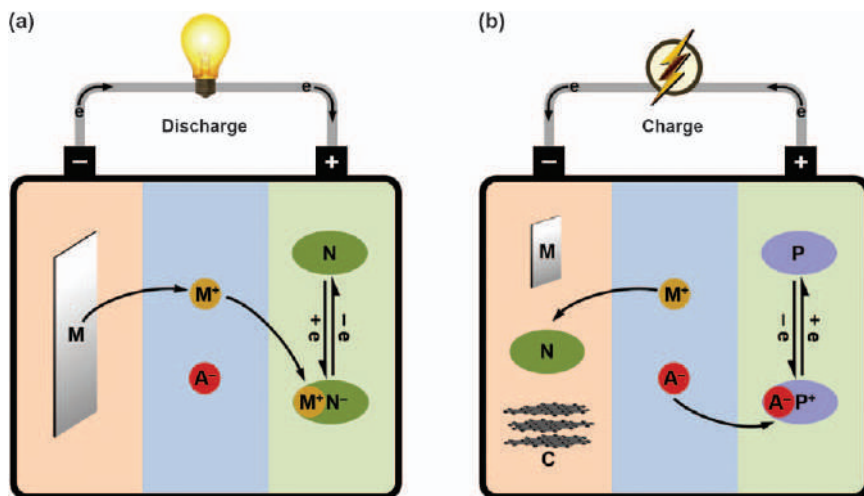 (a)
e
e
Discharge
−
+
M
M⁺
A⁻
N
+ e
− e
M⁺N⁻
(b)
e
e
Charge
−
+
M
N
C
M⁺
A⁻
P
− e
+ e
A⁻P⁺